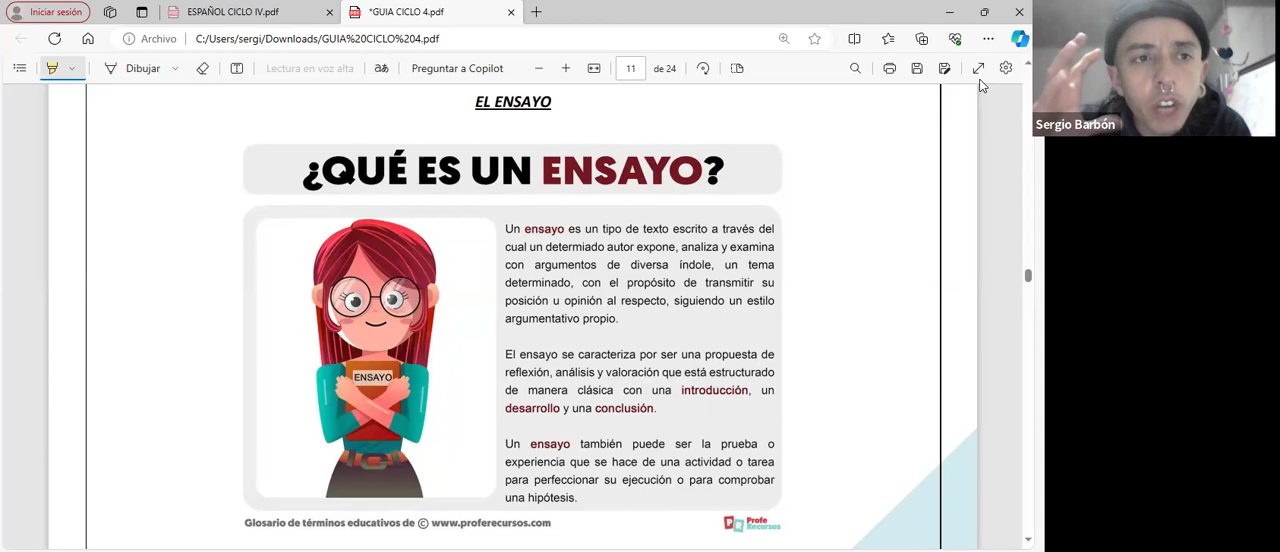 Iniciar sesión
ESPAÑOL CICLO IV.pdf
*GUIA CICLO 4.pdf
Archivo
C:/Users/sergi/Downloads/GUIA%20CICLO%204.pdf
Dibujar
Lectura en voz alta
aあ
Preguntar a Copilot
11
de 24
Sergio Barbón
EL ENSAYO
¿QUÉ ES UN ENSAYO?
ENSAYO
Un ensayo es un tipo de texto escrito a través del
cual un determiado autor expone, analiza y examina
con argumentos de diversa índole, un tema
determinado, con el propósito de transmitir su
posición u opinión al respecto, siguiendo un estilo
argumentativo propio.
El ensayo se caracteriza por ser una propuesta de
reflexión, análisis y valoración que está estructurado
de manera clásica con una introducción, un
desarrollo y una conclusión.
Un ensayo también puede ser la prueba o
experiencia que se hace de una actividad o tarea
para perfeccionar su ejecución o para comprobar
una hipótesis.
Glosario de términos educativos de © www.proferecursos.com
Profe
Recursos